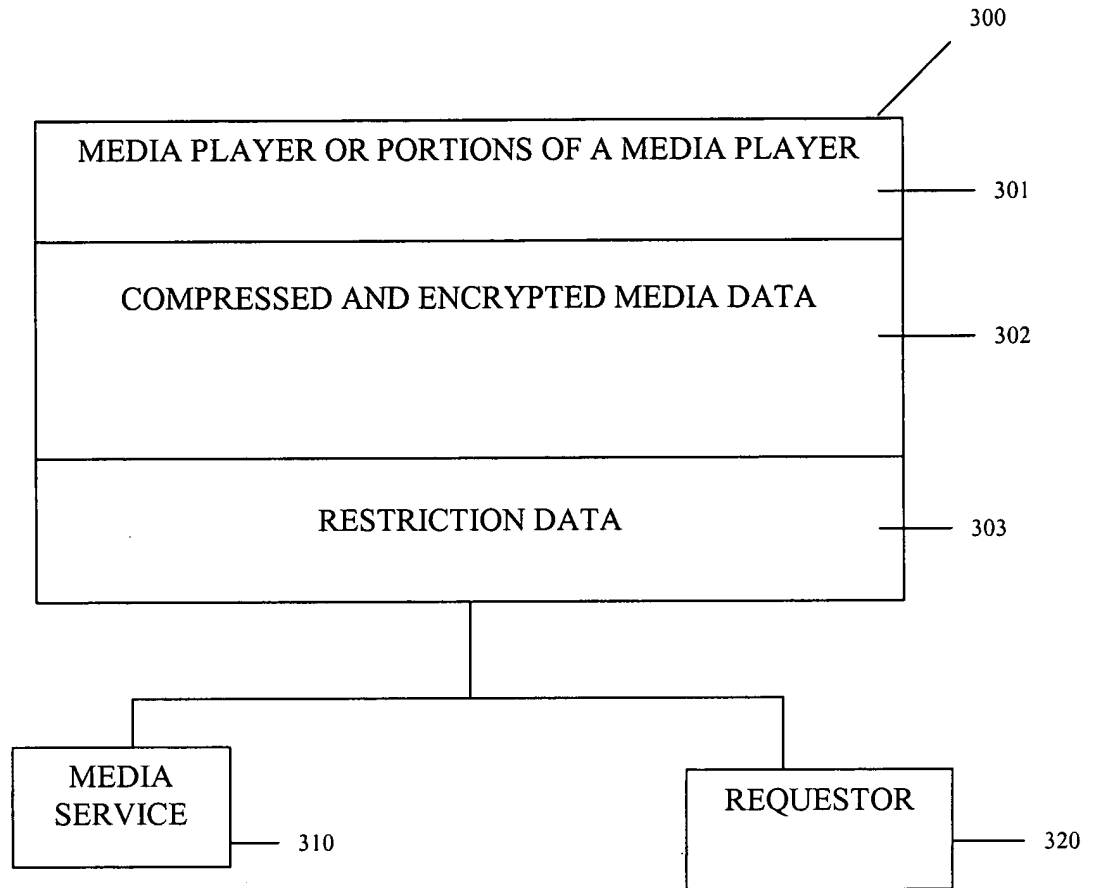 300
MEDIA PLAYER OR PORTIONS OF A MEDIA PLAYER
301
COMPRESSED AND ENCRYPTED MEDIA DATA
302
RESTRICTION DATA
303
MEDIA
SERVICE
310
REQUESTOR
320